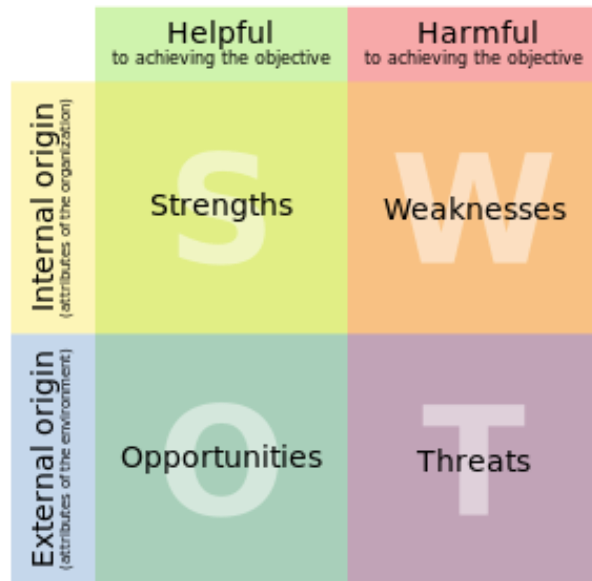 Helpful
to achieving the objective
Harmful
to achieving the objective
Internal origin
(attributes of the organization)
S
Strengths
W
Weaknesses
External origin
(attributes of the environment)
O
Opportunities
T
Threats